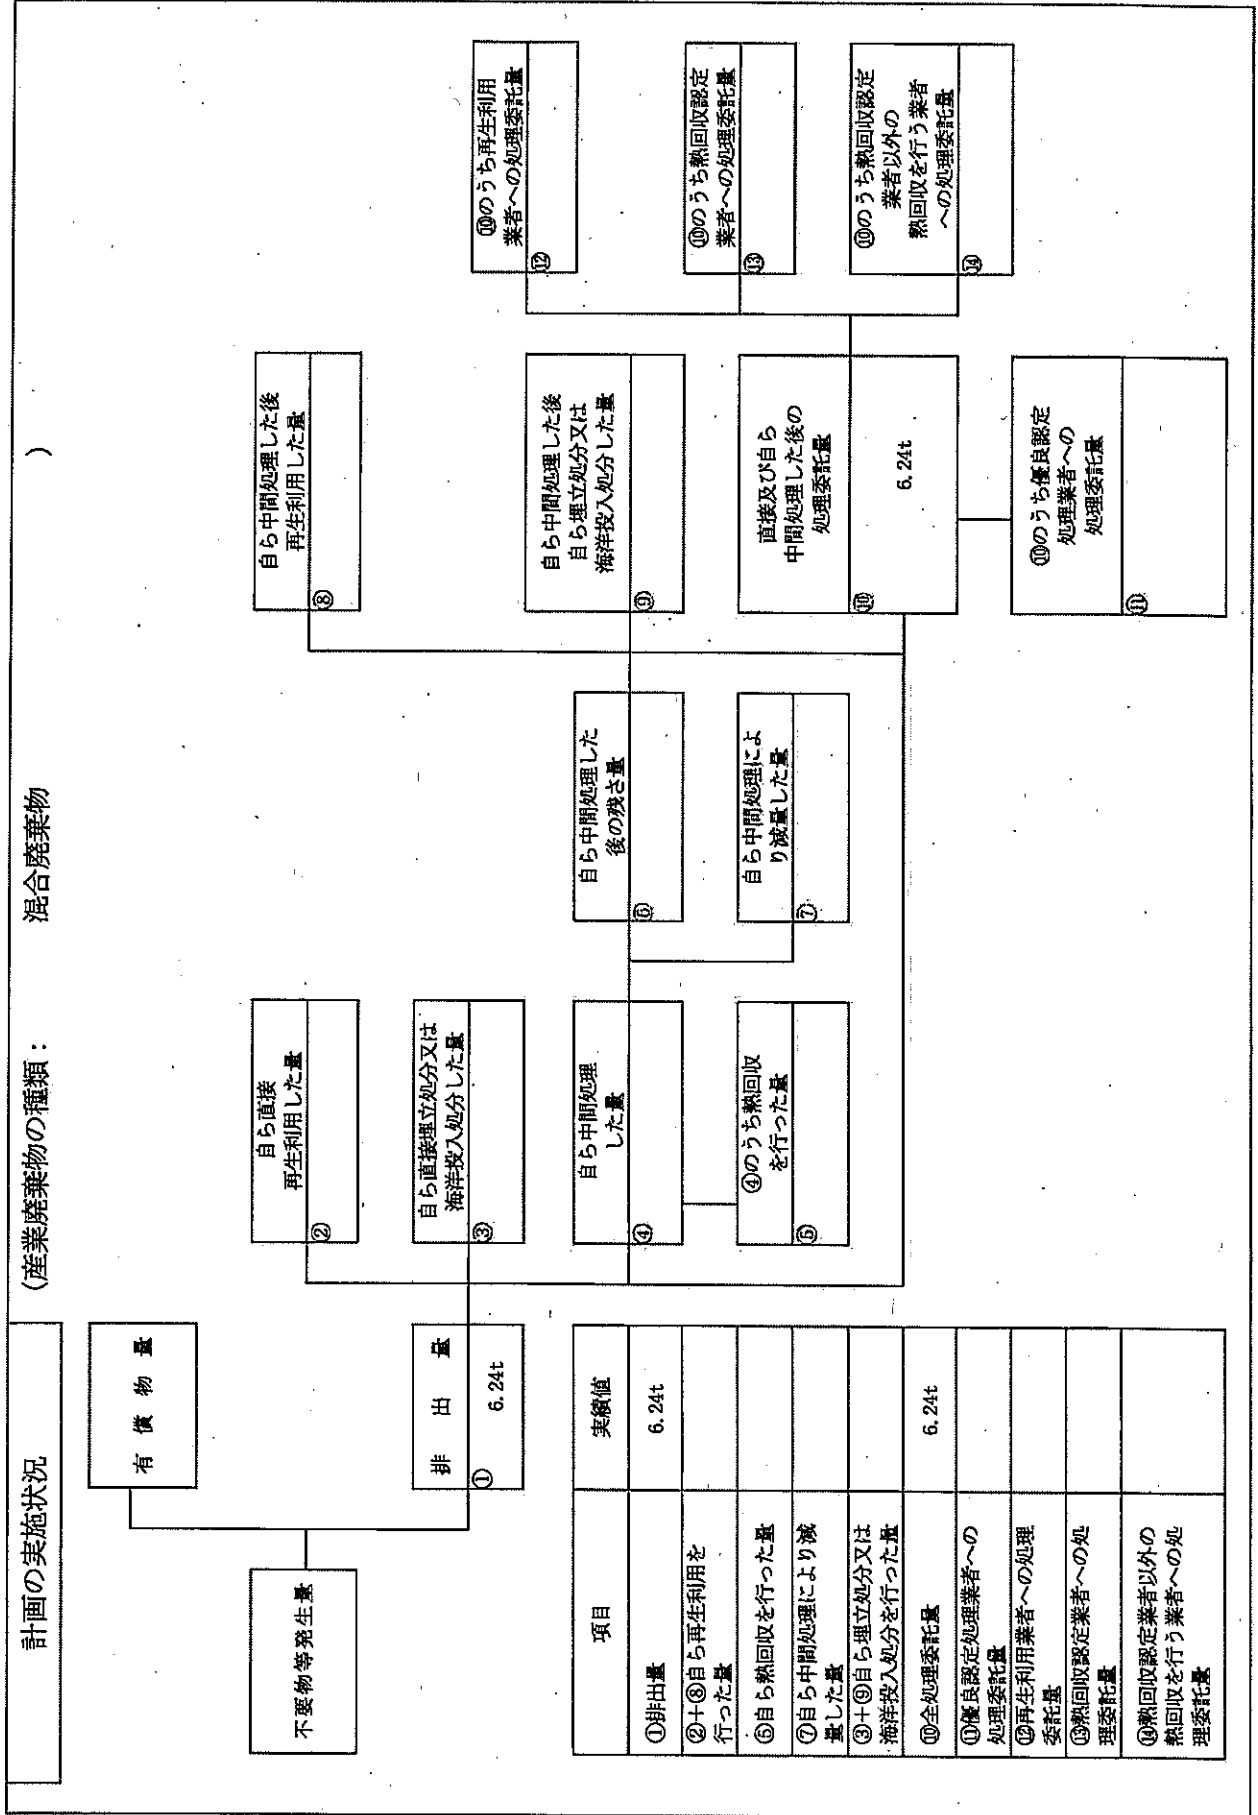 計画の実施状況
(産業廃棄物の種類： 混合廃棄物 )
不要物等発生量
有償物量
排出量
①
6.24t
自ら直接
再生利用した量
②
自ら直接埋立処分又は
海洋投入処分した量
③
自ら中間処理
した量
④
④のうち熱回収
を行った量
⑤
自ら中間処理した
後の残さ量
⑥
自ら中間処理によ
り減量した量
⑦
自ら中間処理した後
再生利用した量
⑧
自ら中間処理した後
自ら埋立処分又は
海洋投入処分した量
⑨
直接及び自ら
中間処理した後の
処理委託量
⑩
6.24t
⑩のうち優良認定
処理業者への
処理委託量
⑪
⑩のうち再生利用
業者への処理委託量
⑫
⑩のうち熱回収認定
業者への処理委託量
⑬
⑩のうち熱回収認定
業者以外の
熱回収を行う業者
への処理委託量
⑭
項目 実績値
①排出量 6.24t
②+⑧自ら再生利用を
行った量
⑤自ら熱回収を行った量
⑦自ら中間処理により減
量した量
③+⑨自ら埋立処分又は
海洋投入処分を行った量
⑩全処理委託量 6.24t
⑪優良認定処理業者への
処理委託量
⑫再生利用業者への処理
委託量
⑬熱回収認定業者への処
理委託量
⑭熱回収認定業者以外の
熱回収を行う業者への処
理委託量